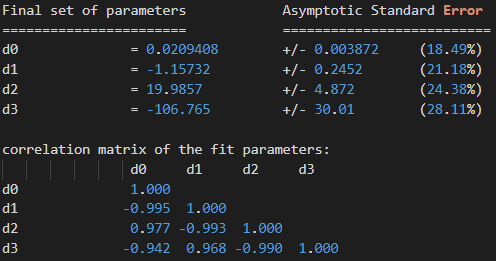 Final set of parameters            Asymptotic Standard Error
=======================            ==========================
d0              = 0.0209408        +/- 0.003872     (18.49%)
d1              = -1.15732         +/- 0.2452       (21.18%)
d2              = 19.9857          +/- 4.872        (24.38%)
d3              = -106.765         +/- 30.01        (28.11%)
correlation matrix of the fit parameters:
                d0     d1     d2     d3
d0              1.000
d1             -0.995  1.000
d2              0.977 -0.993  1.000
d3             -0.942  0.968 -0.990  1.000